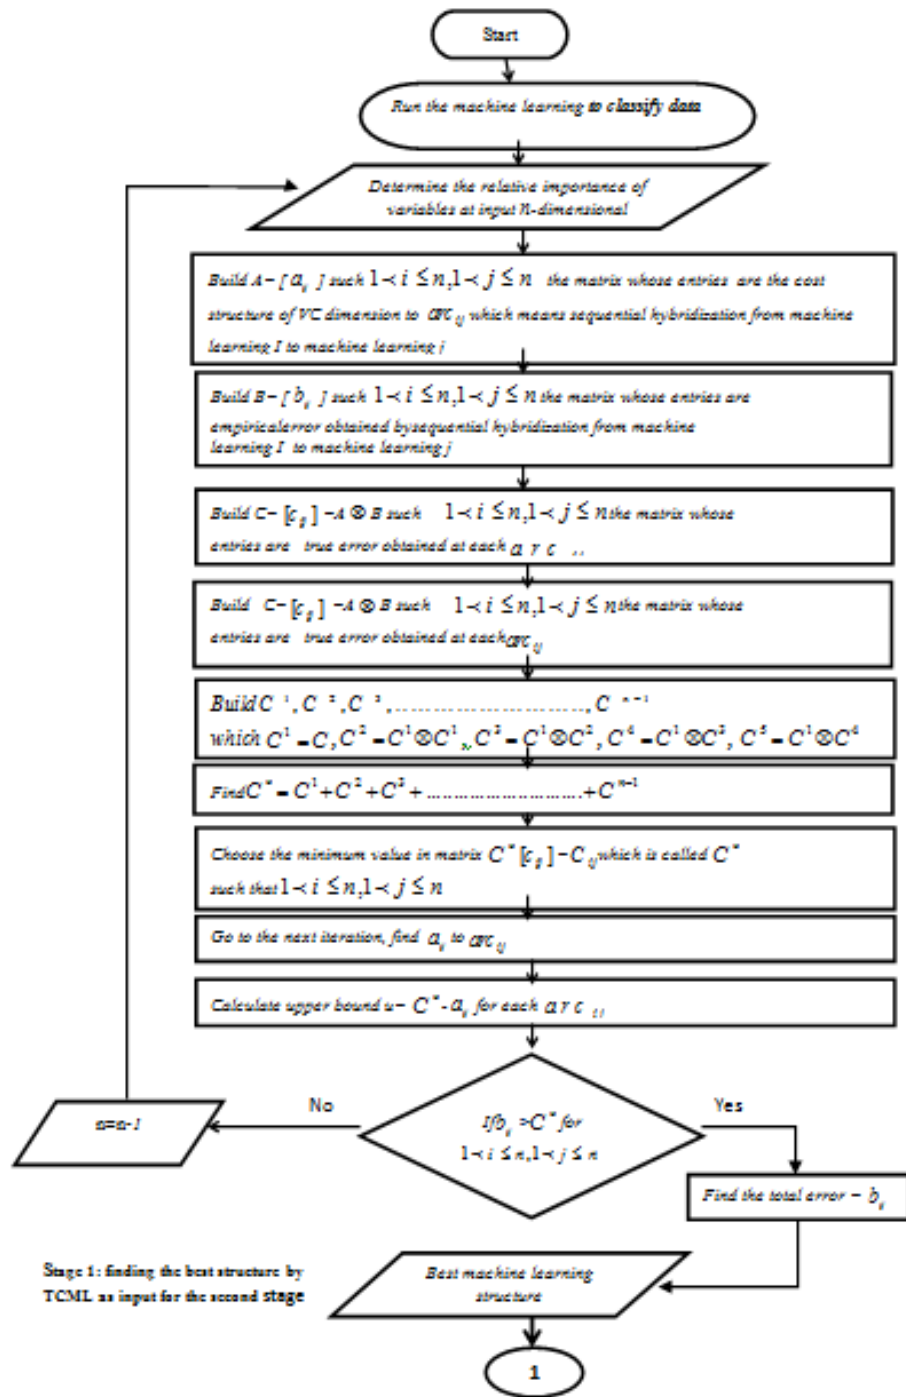 Start
Run the machine learning to classify data
Determine the relative importance of
variables at input n-dimensional
Build A= [ a_ij ] such 1≺ i ≤ n,1≺ j ≤ n the matrix whose entries are the cost
structure of VC dimension to arc_ij which means sequential hybridization from machine
learning I to machine learning j
Build B= [ b_ij ] such 1≺ i ≤ n,1≺ j ≤ n the matrix whose entries are
empiricalerror obtained bysequential hybridization from machine
learning I to machine learning j
Build C= [c_ij] =A ⊗ B such 1≺ i ≤ n,1≺ j ≤ n the matrix whose
entries are true error obtained at each a r c
Build C= [c_ij] =A ⊗ B such 1≺ i ≤ n,1≺ j ≤ n the matrix whose
entries are true error obtained at each arc_ij
Build C^1, C^2, C^3, ............................, C^n−1
which C^1 = C, C^2 = C^1⊗C^1, C^3 = C^1⊗C^2, C^4 = C^1⊗C^3, C^5 = C^1⊗C^4
Find C^* = C^1 + C^2 + C^3 + ............................ + C^n−1
Choose the minimum value in matrix C^* [c_ij] = C_ij which is called C^*
such that 1≺ i ≤ n,1≺ j ≤ n
Go to the next iteration, find a_ij to arc_ij
Calculate upper bound u= C^* - a_ij for each a r c
No
Yes
n=n-1
If b_ij >C^* for
1≺ i ≤ n,1≺ j ≤ n
Find the total error = b_ij
Stage 1: finding the best structure by
TCML as input for the second stage
Best machine learning
structure
1